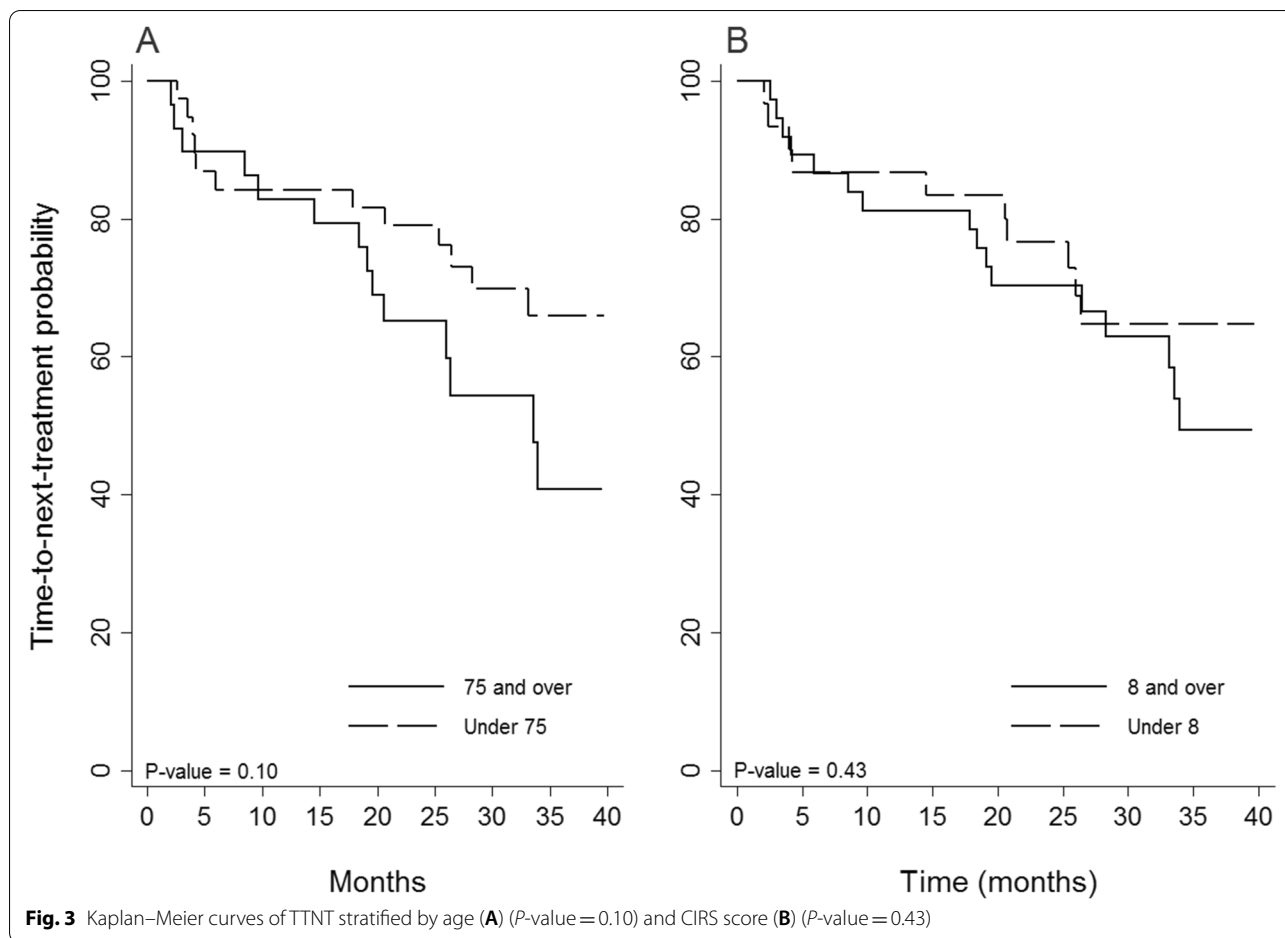 A
B
Time-to-next-treatment probability
100
80
60
40
20
0
75 and over
Under 75
P-value = 0.10
0 5 10 15 20 25 30 35 40
Months
100
80
60
40
20
0
8 and over
Under 8
P-value = 0.43
0 5 10 15 20 25 30 35 40
Time (months)
Fig. 3 Kaplan–Meier curves of TTNT stratified by age (A) (P-value = 0.10) and CIRS score (B) (P-value = 0.43)